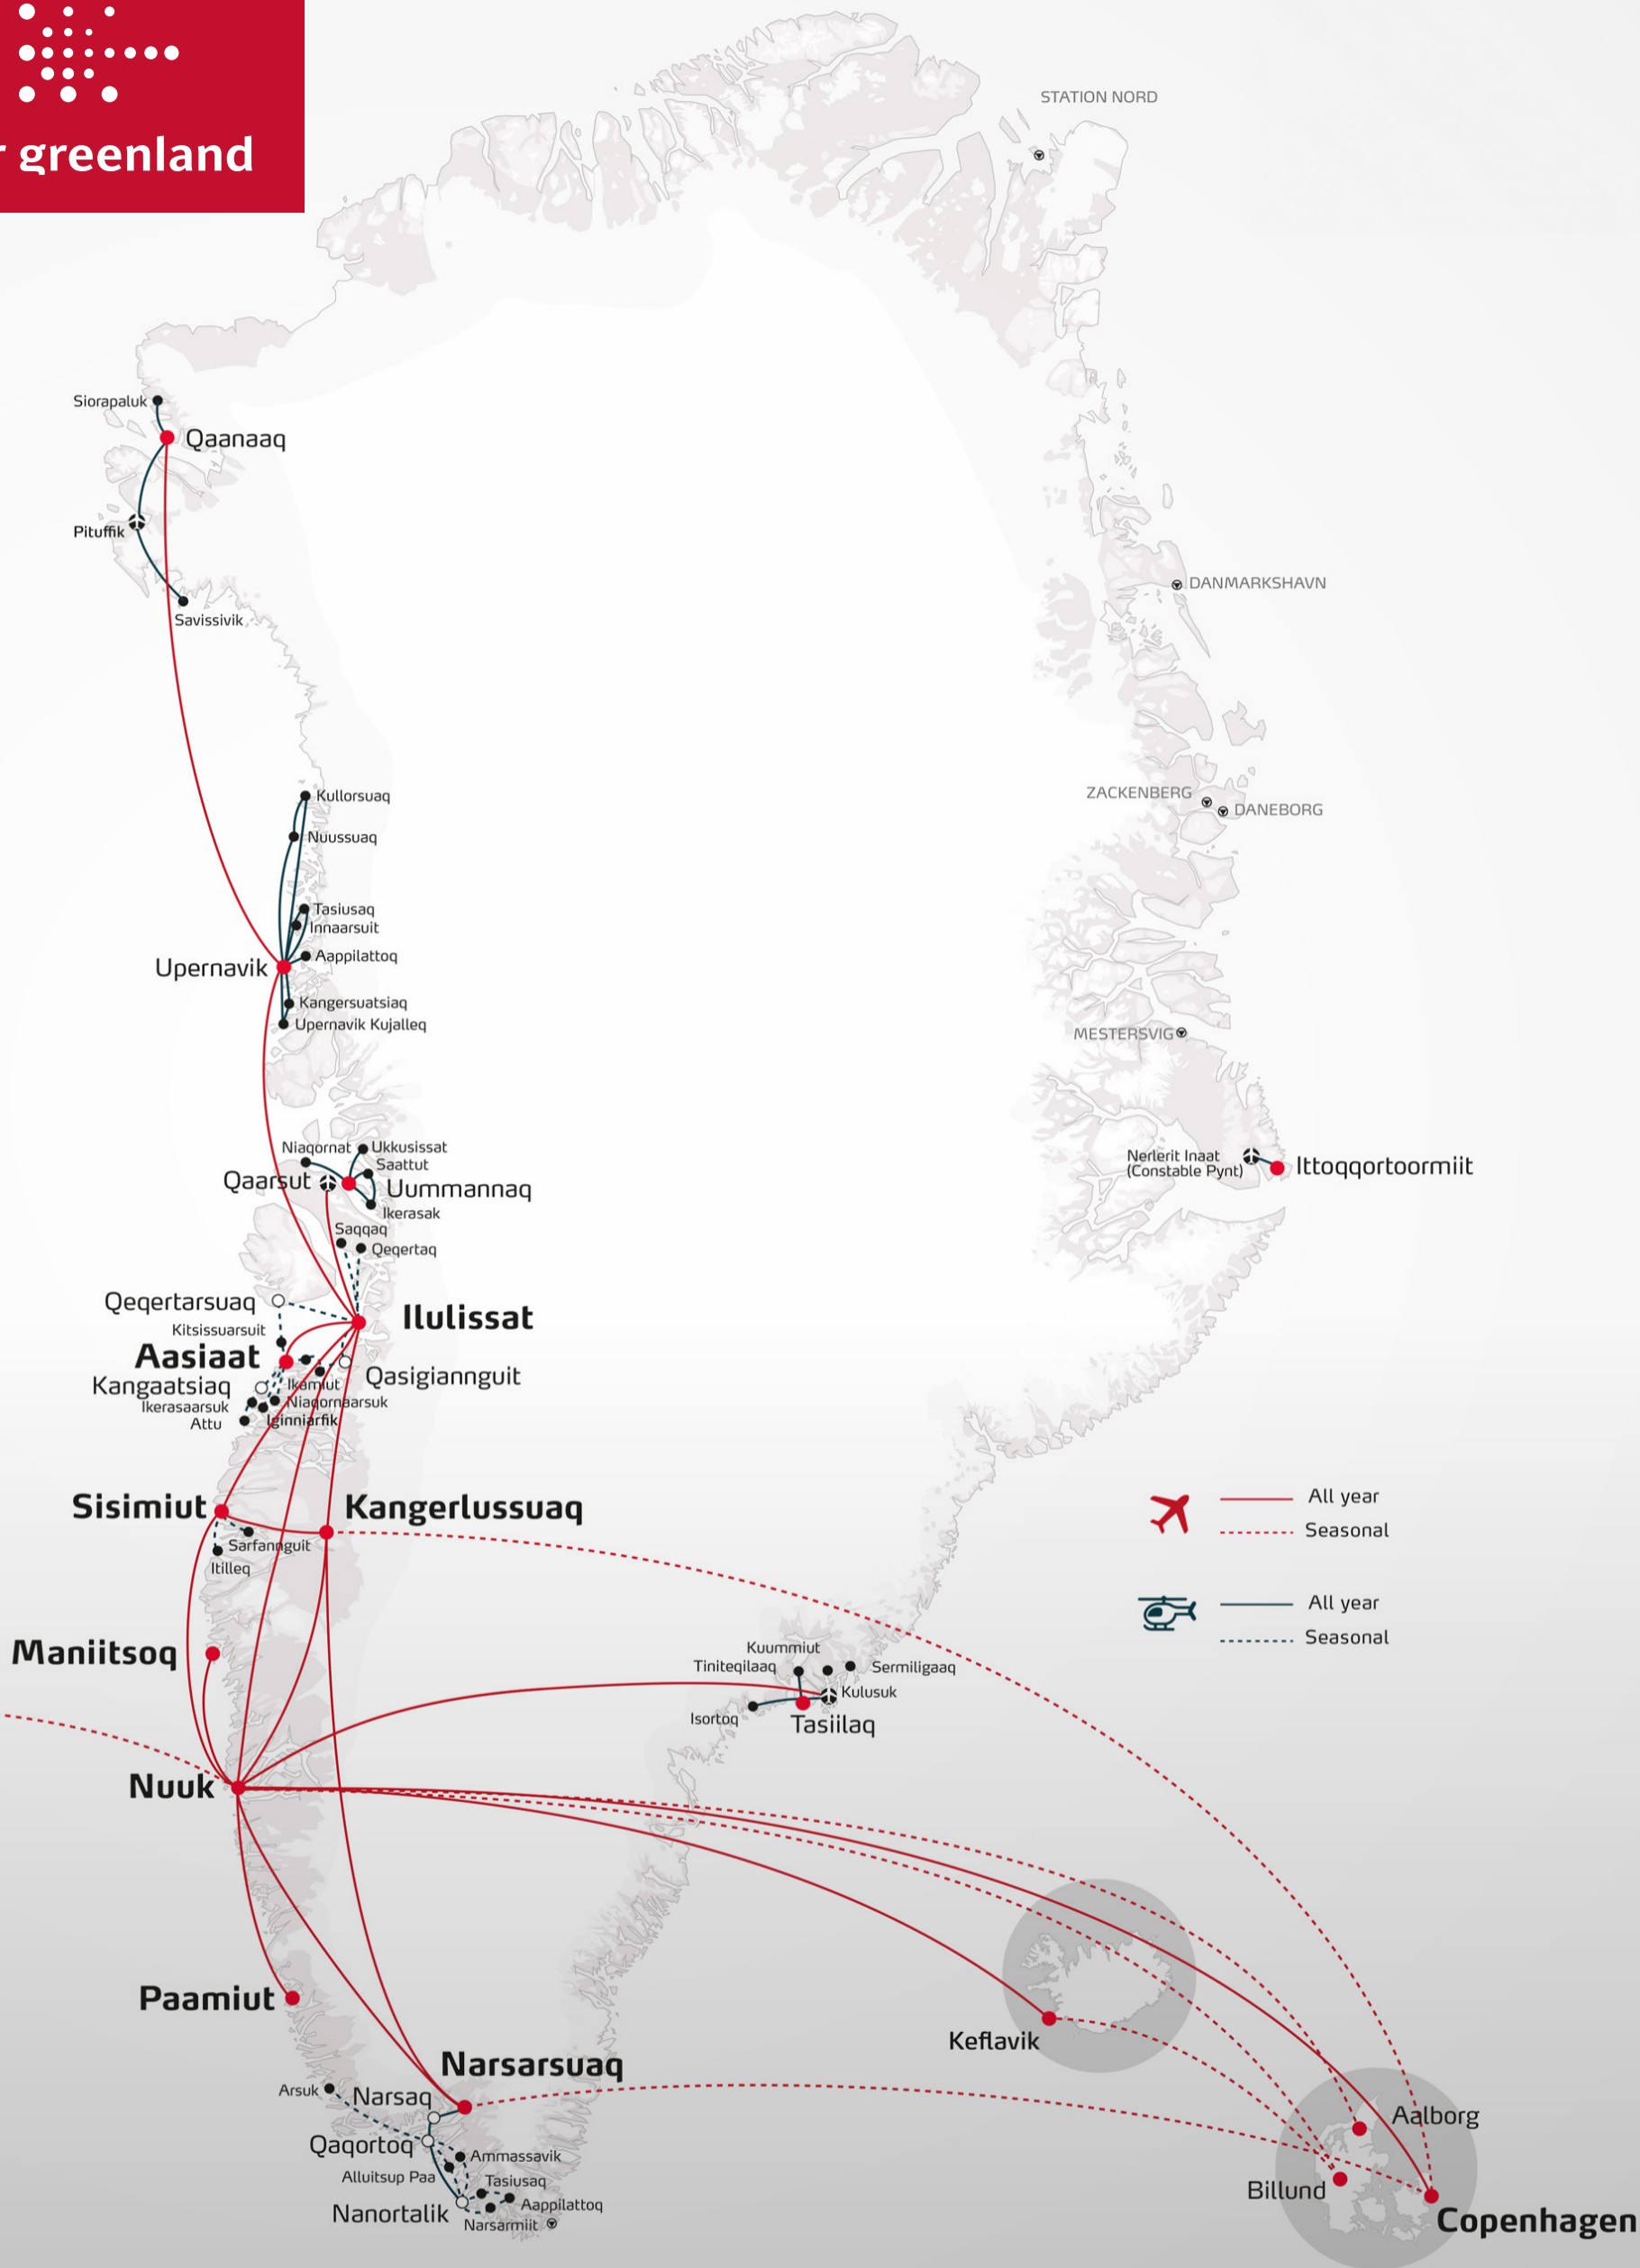 r greenland
STATION NORD
Siorapaluk
Qaanaaq
Pituffik
Savissivik
DANMARKSHAVN
Kullorsuaq
Nuussuaq
ZACKENBERG
DANEBORG
Tasiusaq
Innaarsuit
Aappilattoq
Upernavik
Kangersuatsiaq
Upernavik Kujalleq
MESTERSVIG
Niaqornat
Ukkusissat
Saattut
Qaarsut
Uummannaq
Ikerasak
Nerlerit Inaat
(Constable Pynt)
Ittoqqortoormiit
Saqqaq
Qeqertaq
Qeqertarsuaq
Ilulissat
Kitsissuarsuit
Aasiaat
Qasigiannguit
Kangaatsiaq
Ikamiut
Niaqornaarsuk
Ikerasaarsuk
Iginniarfik
Attu
Sisimiut
Kangerlussuaq
All year
Seasonal
Sarfannguit
Itilleq
All year
Seasonal
Maniitsoq
Kuummiut
Tiniteqilaaq
Sermiligaaq
Kulusuk
Isortoq
Tasiilaq
Nuuk
Paamiut
Keflavik
Narsarsuaq
Arsuk
Narsaq
Aalborg
Qaqortoq
Ammassavik
Alluitsup Paa
Tasiusaq
Billund
Aappilattoq
Nanortalik
Narsarmiit
Copenhagen